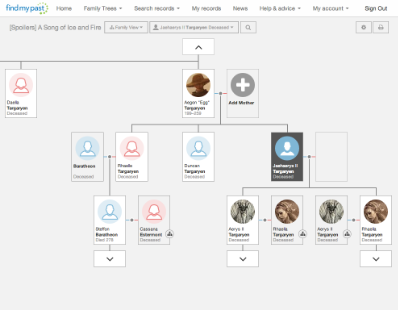 findmypast
Home Family Trees Search records My records News Help & advice My account Sign Out
[Spoilers] A Song of Ice and Fire Family View Jaehaerys II Targaryen Deceased
Daella
Targaryen
Deceased
Aegon "Egg"
Targaryen
Add Mother
Baratheon
Deceased
Rhaelle
Targaryen
Deceased
Duncan
Targaryen
Deceased
Jaehaerys II
Targaryen
Deceased
Steffon
Baratheon
Died 278
Cassana
Estermont
Deceased
Aerys II
Targaryen
Deceased
Rhaella
Targaryen
Deceased
Aerys II
Targaryen
Deceased
Rhaella
Targaryen
Deceased